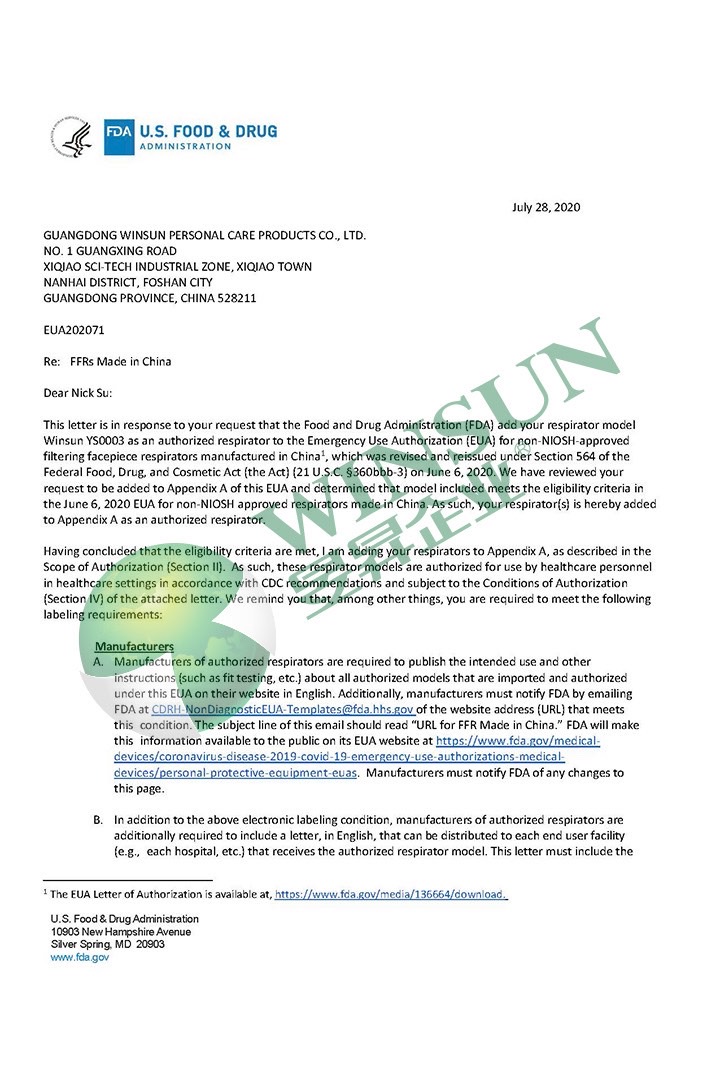 FDA U.S. FOOD & DRUG
ADMINISTRATION
July 28, 2020
GUANGDONG WINSUN PERSONAL CARE PRODUCTS CO., LTD.
NO. 1 GUANGXING ROAD
XIQIAO SCI-TECH INDUSTRIAL ZONE, XIQIAO TOWN
NANHAI DISTRICT, FOSHAN CITY
GUANGDONG PROVINCE, CHINA 528211
EUA202071
Re: FFRs Made in China
Dear Nick Su:
This letter is in response to your request that the Food and Drug Administration (FDA) add your respirator model
Winsun YS0003 as an authorized respirator to the Emergency Use Authorization (EUA) for non-NIOSH-approved
filtering facepiece respirators manufactured in China¹, which was revised and reissued under Section 564 of the
Federal Food, Drug, and Cosmetic Act (the Act) (21 U.S.C. §360bbb-3) on June 6, 2020. We have reviewed your
request to be added to Appendix A of this EUA and determined that model included meets the eligibility criteria in
the June 6, 2020 EUA for non-NIOSH approved respirators made in China. As such, your respirator(s) is hereby added
to Appendix A as an authorized respirator.
Having concluded that the eligibility criteria are met, I am adding your respirators to Appendix A, as described in the
Scope of Authorization (Section II). As such, these respirator models are authorized for use by healthcare personnel
in healthcare settings in accordance with CDC recommendations and subject to the Conditions of Authorization
(Section IV) of the attached letter. We remind you that, among other things, you are required to meet the following
labeling requirements:
Manufacturers
A. Manufacturers of authorized respirators are required to publish the intended use and other
instructions (such as fit testing, etc.) about all authorized models that are imported and authorized
under this EUA on their website in English. Additionally, manufacturers must notify FDA by emailing
FDA at CDRH-NonDiagnosticEUA-Templates@fda.hhs.gov of the website address (URL) that meets
this condition. The subject line of this email should read “URL for FFR Made in China.” FDA will make
this information available to the public on its EUA website at https://www.fda.gov/medical-
devices/coronavirus-disease-2019-covid-19-emergency-use-authorizations-medical-
devices/personal-protective-equipment-euas. Manufacturers must notify FDA of any changes to
this page.
B. In addition to the above electronic labeling condition, manufacturers of authorized respirators are
additionally required to include a letter, in English, that can be distributed to each end user facility
(e.g., each hospital, etc.) that receives the authorized respirator model. This letter must include the
¹ The EUA Letter of Authorization is available at, https://www.fda.gov/media/136664/download.
U.S. Food & Drug Administration
10903 New Hampshire Avenue
Silver Spring, MD 20903
www.fda.gov
WINSUN
®